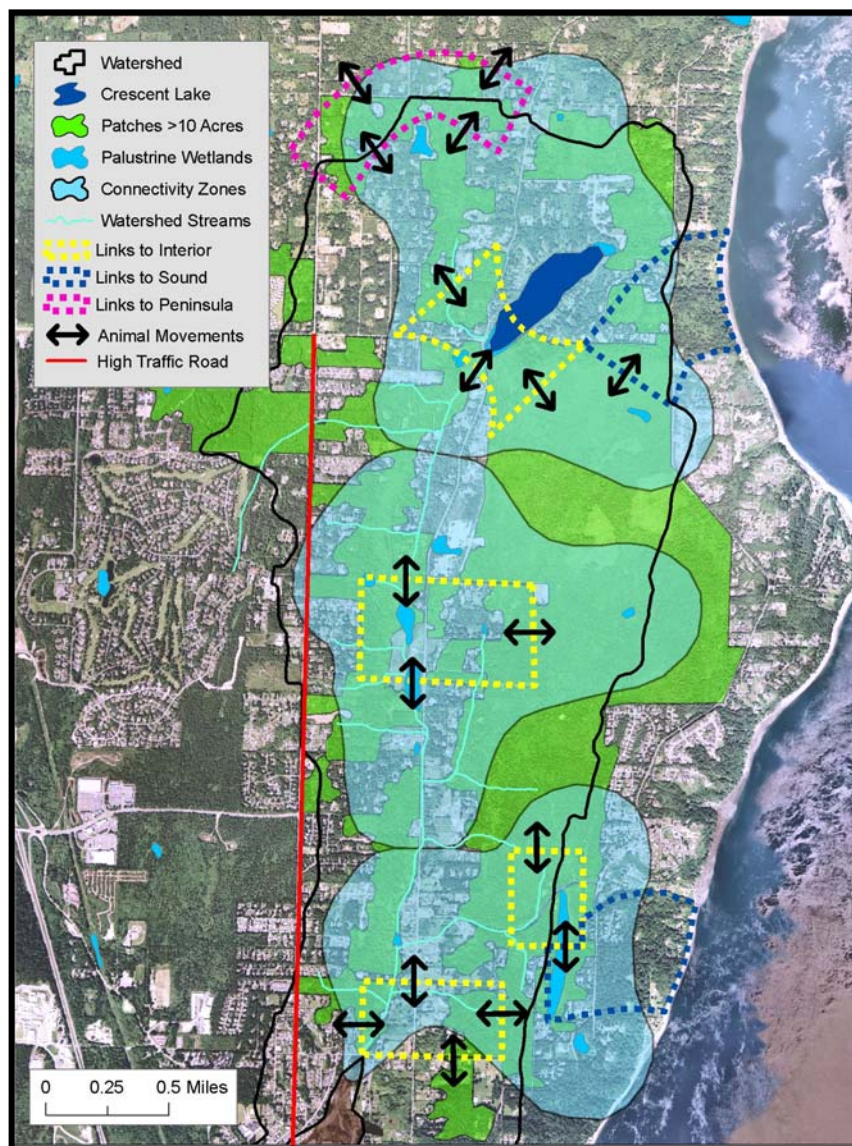 Watershed
Crescent Lake
Patches >10 Acres
Palustrine Wetlands
Connectivity Zones
Watershed Streams
Links to Interior
Links to Sound
Links to Peninsula
Animal Movements
High Traffic Road
0 0.25 0.5 Miles